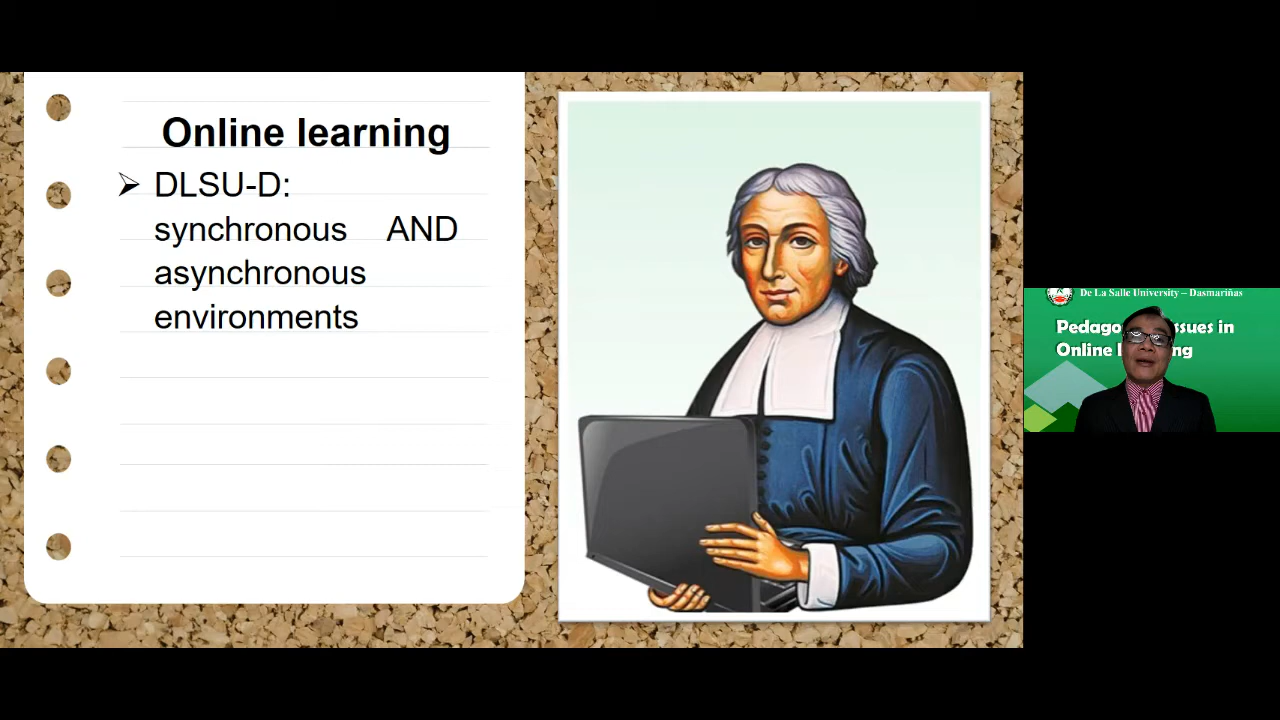 Online learning
DLSU-D:
synchronous AND
asynchronous
environments
De La Salle University – Dasmariñas
Pedago ssues in
Online L ng